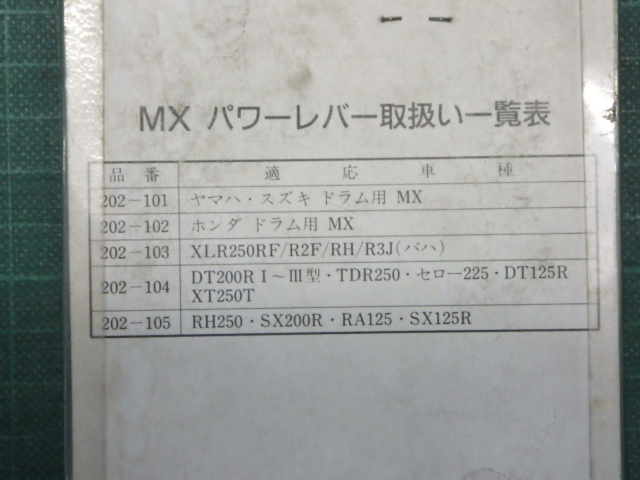 MX パワーレバー取扱い一覧表
品 番 適 応 車 種
202-101 ヤマハ・スズキ ドラム用 MX
202-102 ホンダ ドラム用 MX
202-103 XLR250RF/R2F/RH/R3J(バハ)
202-104 DT200R I～III型・TDR250・セロー225・DT125R
XT250T
202-105 RH250・SX200R・RA125・SX125R